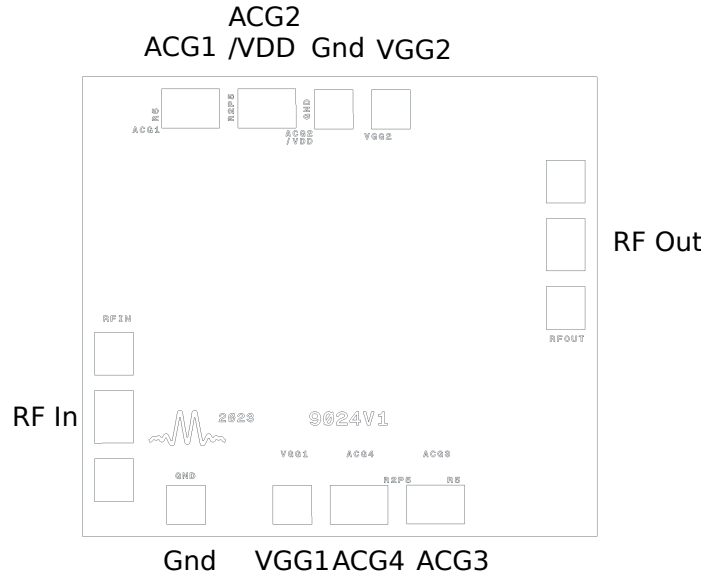 ACG2
ACG1 /VDD Gnd VGG2
R5 R2P5 GND
ACG1 ACG2
/VDD VGG2
RF Out
RFIN RFOUT
RF In
2023 9024V1
VGG1 ACG4 ACG3
GND R2P5 R5
Gnd VGG1 ACG4 ACG3